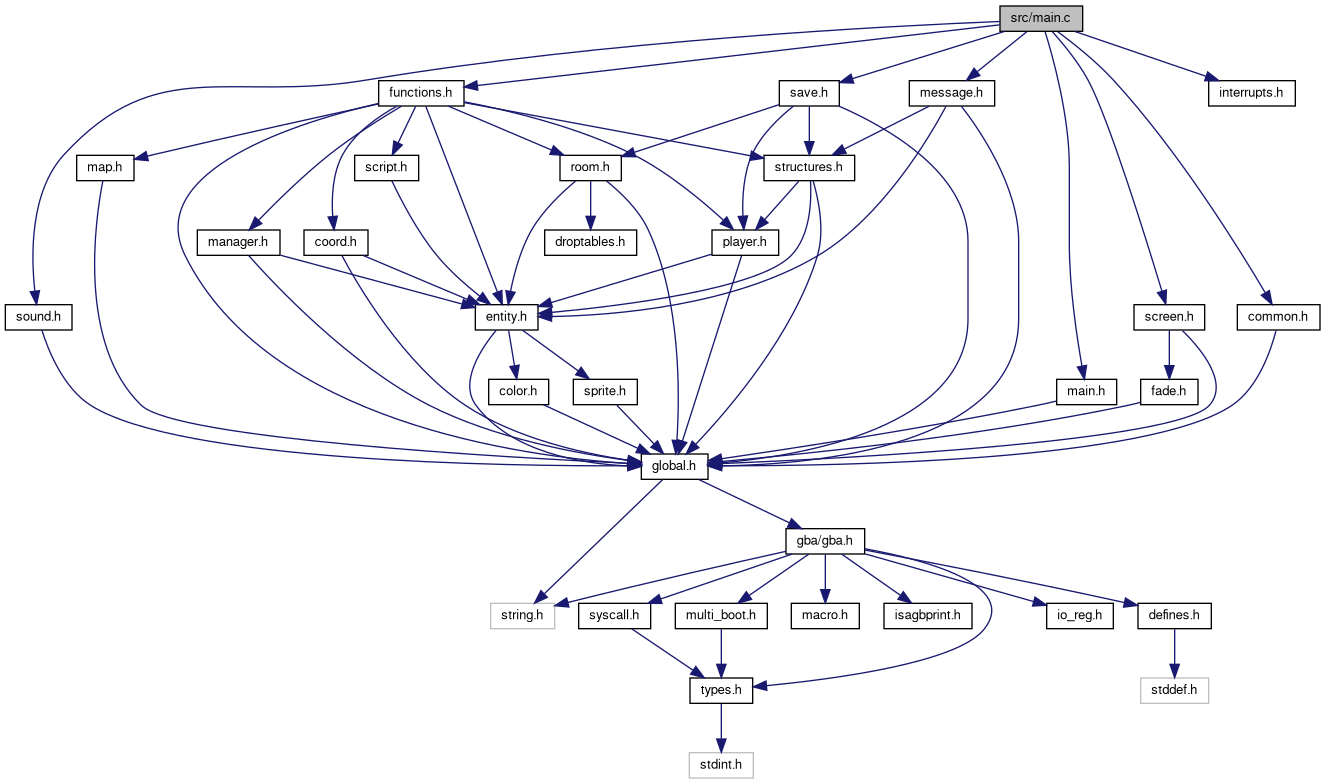 src/main.c
functions.h
save.h
message.h
interrupts.h
map.h
script.h
room.h
structures.h
manager.h
coord.h
droptables.h
player.h
sound.h
entity.h
screen.h
common.h
color.h
sprite.h
main.h
fade.h
global.h
gba/gba.h
string.h
syscall.h
multi_boot.h
macro.h
isagbprint.h
io_reg.h
defines.h
types.h
stddef.h
stdint.h